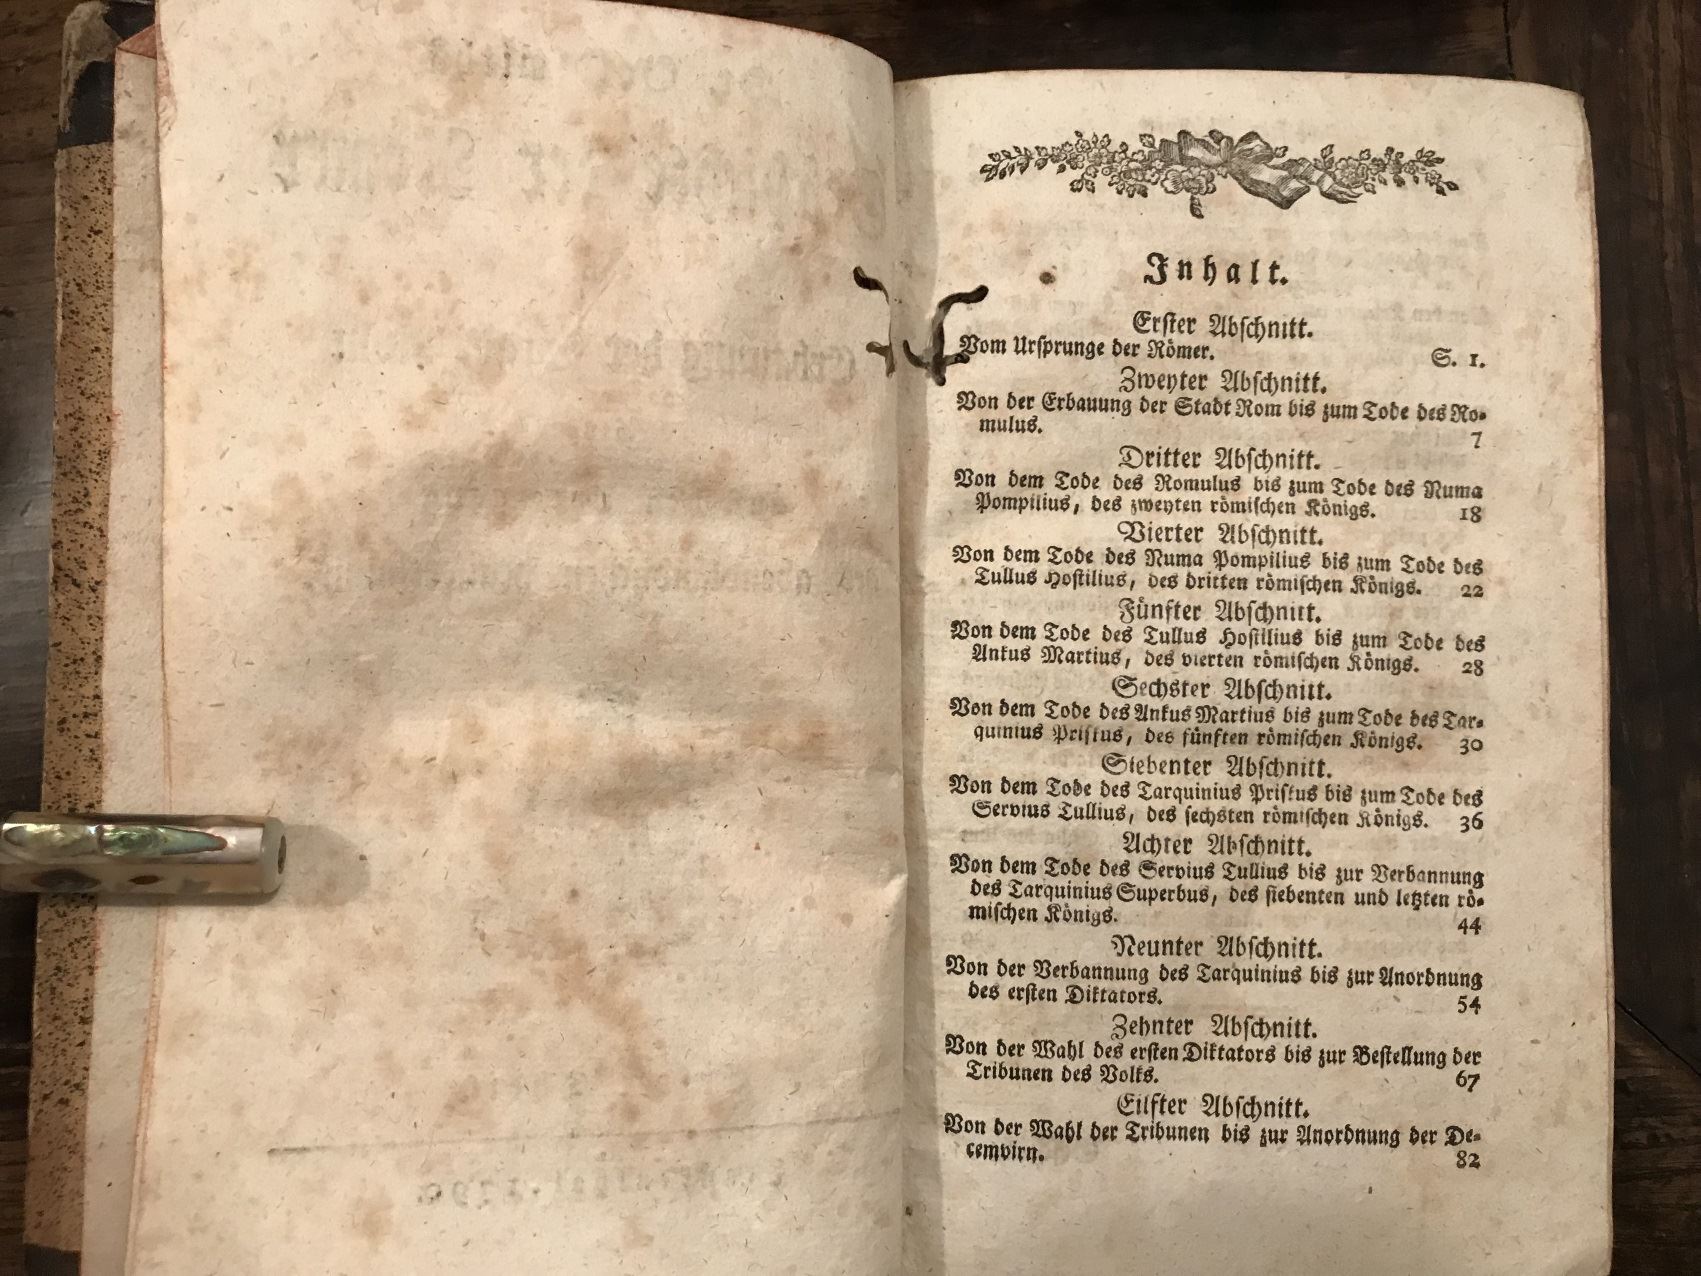 Inhalt.
Erster Abschnitt.
Vom Ursprunge der Römer. S. 1.
Zweyter Abschnitt.
Von der Erbauung der Stadt Rom bis zum Tode des Ro-
mulus. 7
Dritter Abschnitt.
Von dem Tode des Romulus bis zum Tode des Numa
Pompilius, des zweyten römischen Königs. 18
Vierter Abschnitt.
Von dem Tode des Numa Pompilius bis zum Tode des
Tullus Hostilius, des dritten römischen Königs. 22
Fünfter Abschnitt.
Von dem Tode des Tullus Hostilius bis zum Tode des
Ankus Martius, des vierten römischen Königs. 28
Sechster Abschnitt.
Von dem Tode des Ankus Martius bis zum Tode des Tar-
quinius Priskus, des fünften römischen Königs. 30
Siebenter Abschnitt.
Von dem Tode des Tarquinius Priskus bis zum Tode des
Servius Tullius, des sechsten römischen Königs. 36
Achter Abschnitt.
Von dem Tode des Servius Tullius bis zur Verbannung
des Tarquinius Superbus, des siebenten und letzten rö-
mischen Königs. 44
Neunter Abschnitt.
Von der Verbannung des Tarquinius bis zur Anordnung
des ersten Diktators. 54
Zehnter Abschnitt.
Von der Wahl des ersten Diktators bis zur Bestellung der
Tribunen des Volks. 67
Eilfter Abschnitt.
Von der Wahl der Tribunen bis zur Anordnung der De-
cemvirn. 82